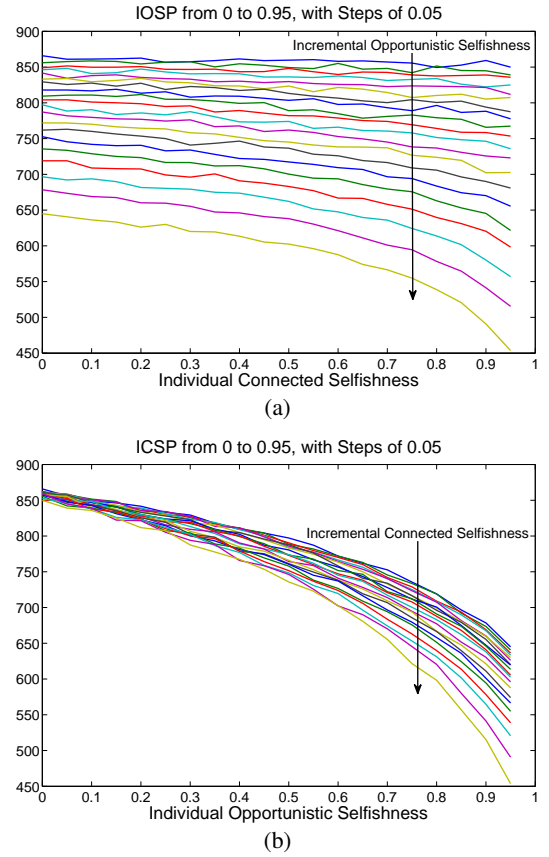 IOSP from 0 to 0.95, with Steps of 0.05
900
850
800
750
700
650
600
550
500
450
Incremental Opportunistic Selfishness
0 0.1 0.2 0.3 0.4 0.5 0.6 0.7 0.8 0.9 1
Individual Connected Selfishness
(a)
ICSP from 0 to 0.95, with Steps of 0.05
900
850
800
750
700
650
600
550
500
450
Incremental Connected Selfishness
0 0.1 0.2 0.3 0.4 0.5 0.6 0.7 0.8 0.9 1
Individual Opportunistic Selfishness
(b)